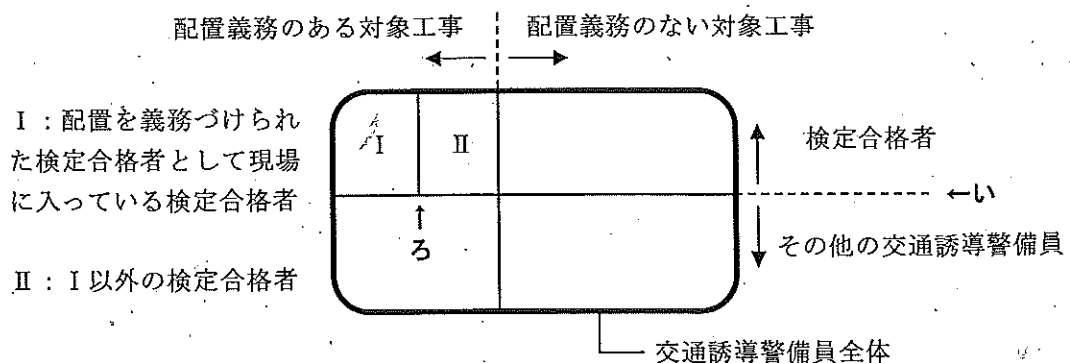 配置義務のある対象工事
配置義務のない対象工事
Ⅰ：配置を義務づけられ
た検定合格者として現場
に入っている検定合格者
Ⅱ：Ⅰ以外の検定合格者
Ⅰ
Ⅱ
ろ
検定合格者
←い
その他の交通誘導警備員
交通誘導警備員全体